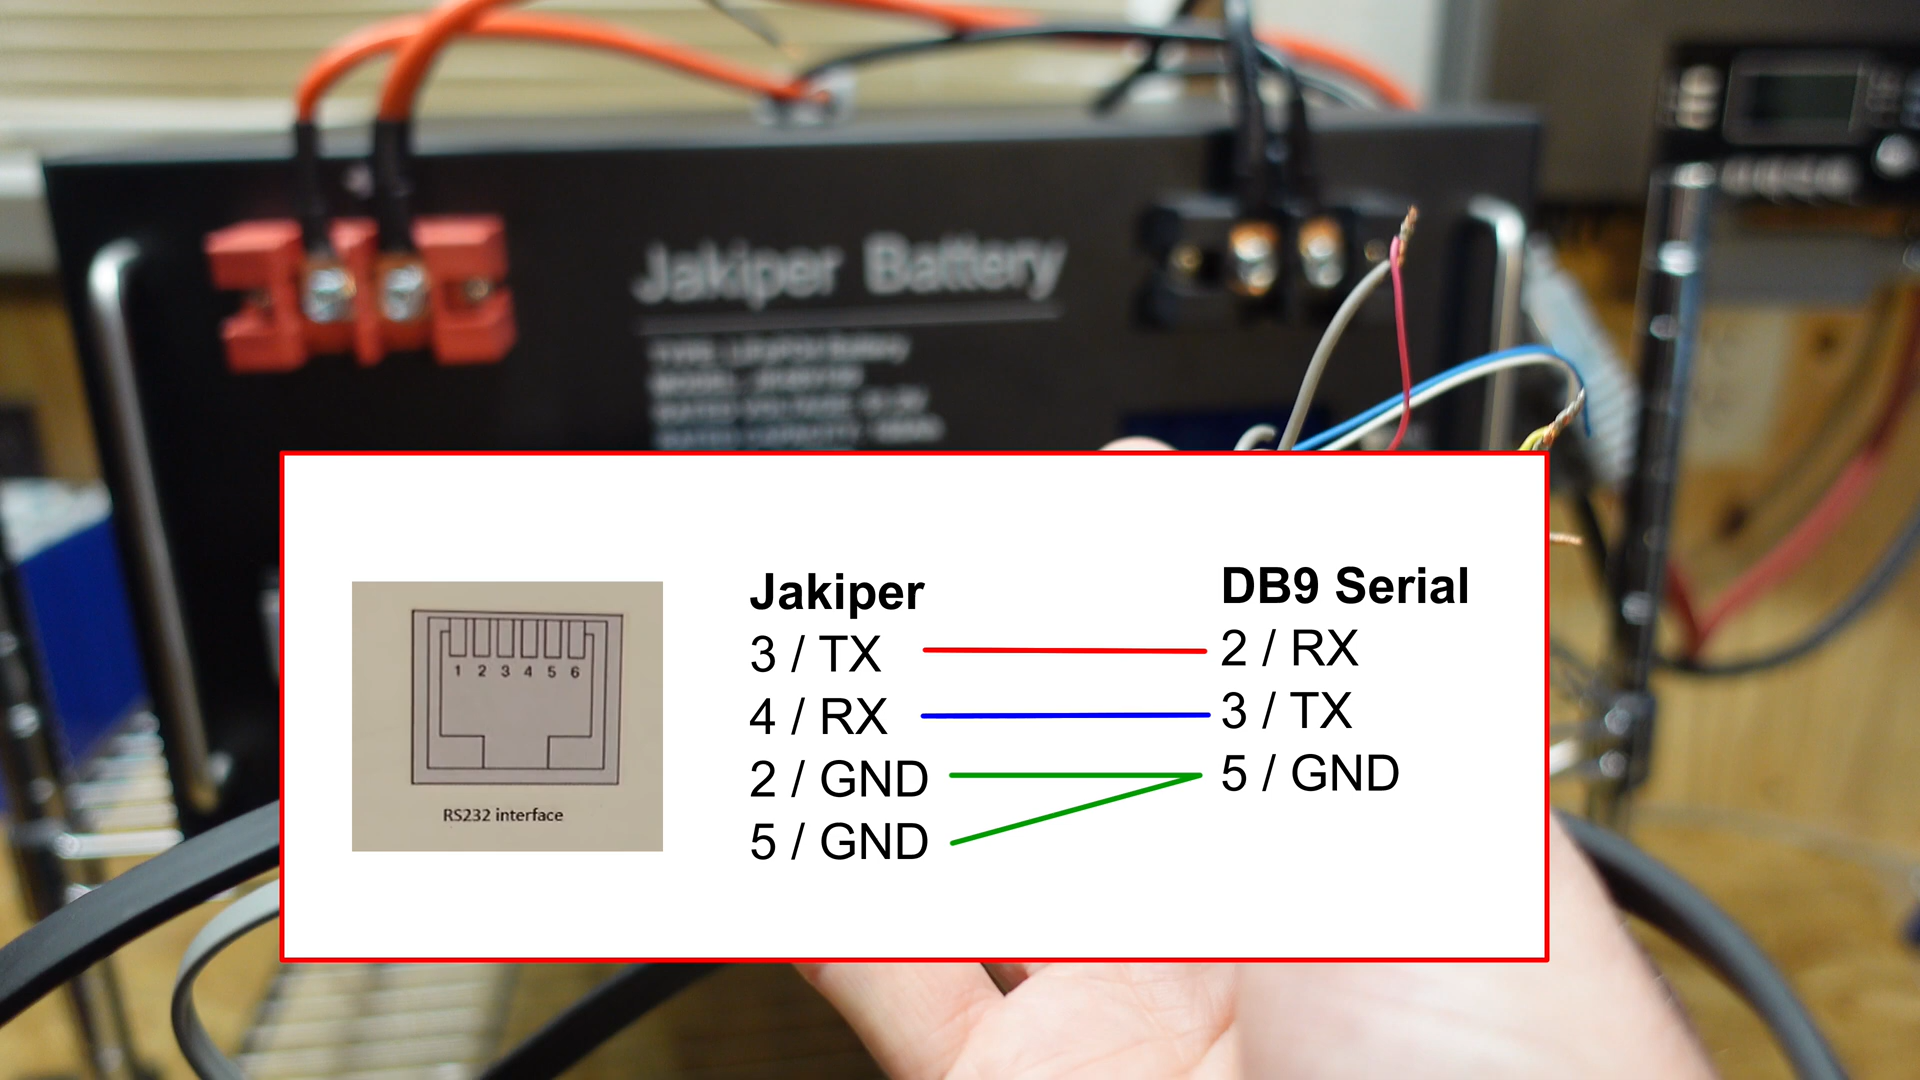 Jakiper Battery
Jakiper
3 / TX
4 / RX
2 / GND
5 / GND
DB9 Serial
2 / RX
3 / TX
5 / GND
1 2 3 4 5 6
RS232 interface